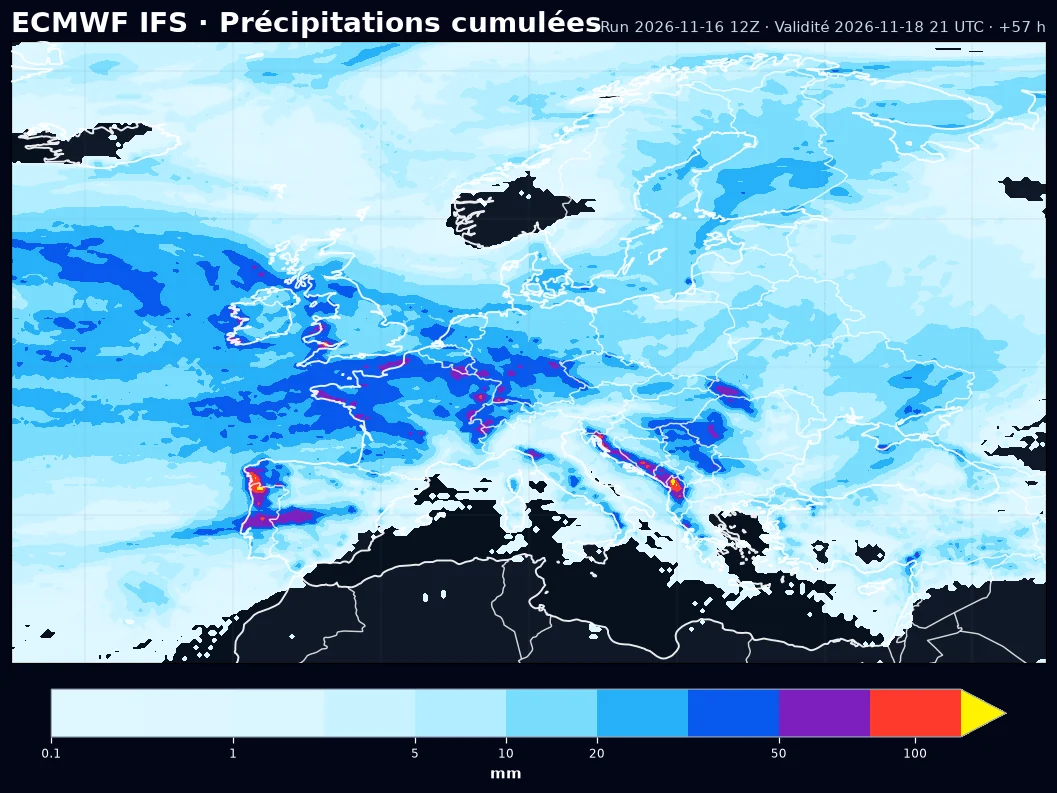 ECMWF IFS · Précipitations cumulées
Run 2026-11-16 12Z · Validité 2026-11-18 21 UTC · +57 h
0.1 1 5 10 20 50 100
mm